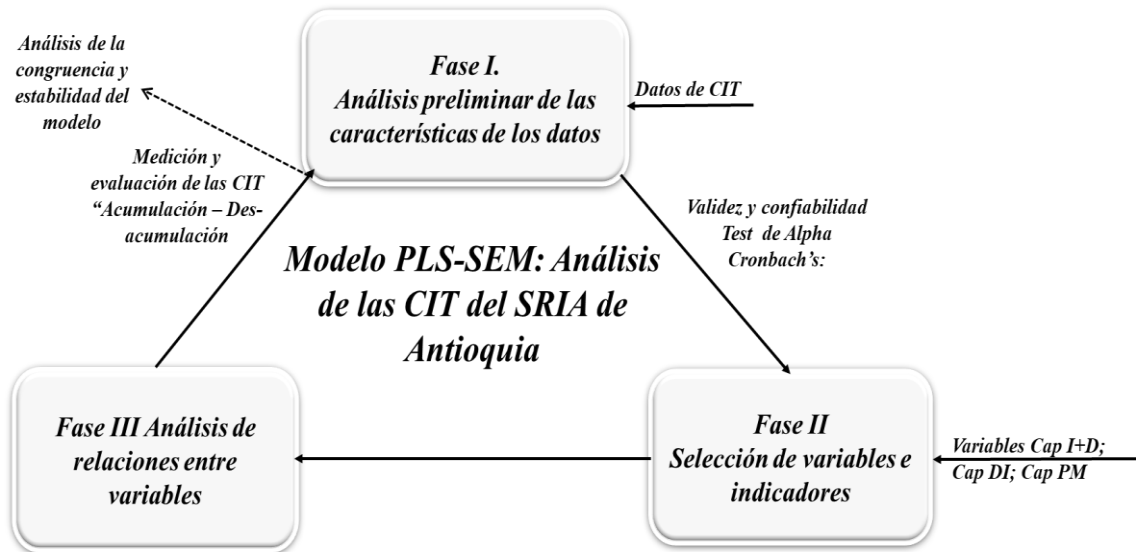 Análisis de la
congruencia y
estabilidad del
modelo
Fase I.
Análisis preliminar de las
características de los datos
Datos de CIT
Medición y
evaluación de las CIT
“Acumulación – Des-
acumulación
Validez y confiabilidad
Test de Alpha
Cronbach's:
Modelo PLS-SEM: Análisis
de las CIT del SRIA de
Antioquia
Fase III Análisis de
relaciones entre
variables
Fase II
Selección de variables e
indicadores
Variables Cap I+D;
Cap DI; Cap PM